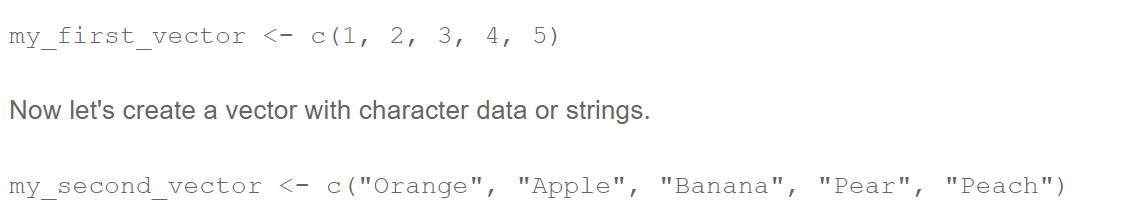 my_first_vector <- c(1, 2, 3, 4, 5)
Now let's create a vector with character data or strings.
my_second_vector <- c("Orange", "Apple", "Banana", "Pear", "Peach")